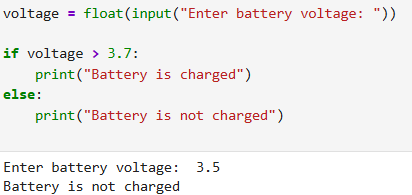 voltage = float(input("Enter battery voltage: "))
if voltage > 3.7:
    print("Battery is charged")
else:
    print("Battery is not charged")
Enter battery voltage:  3.5
Battery is not charged